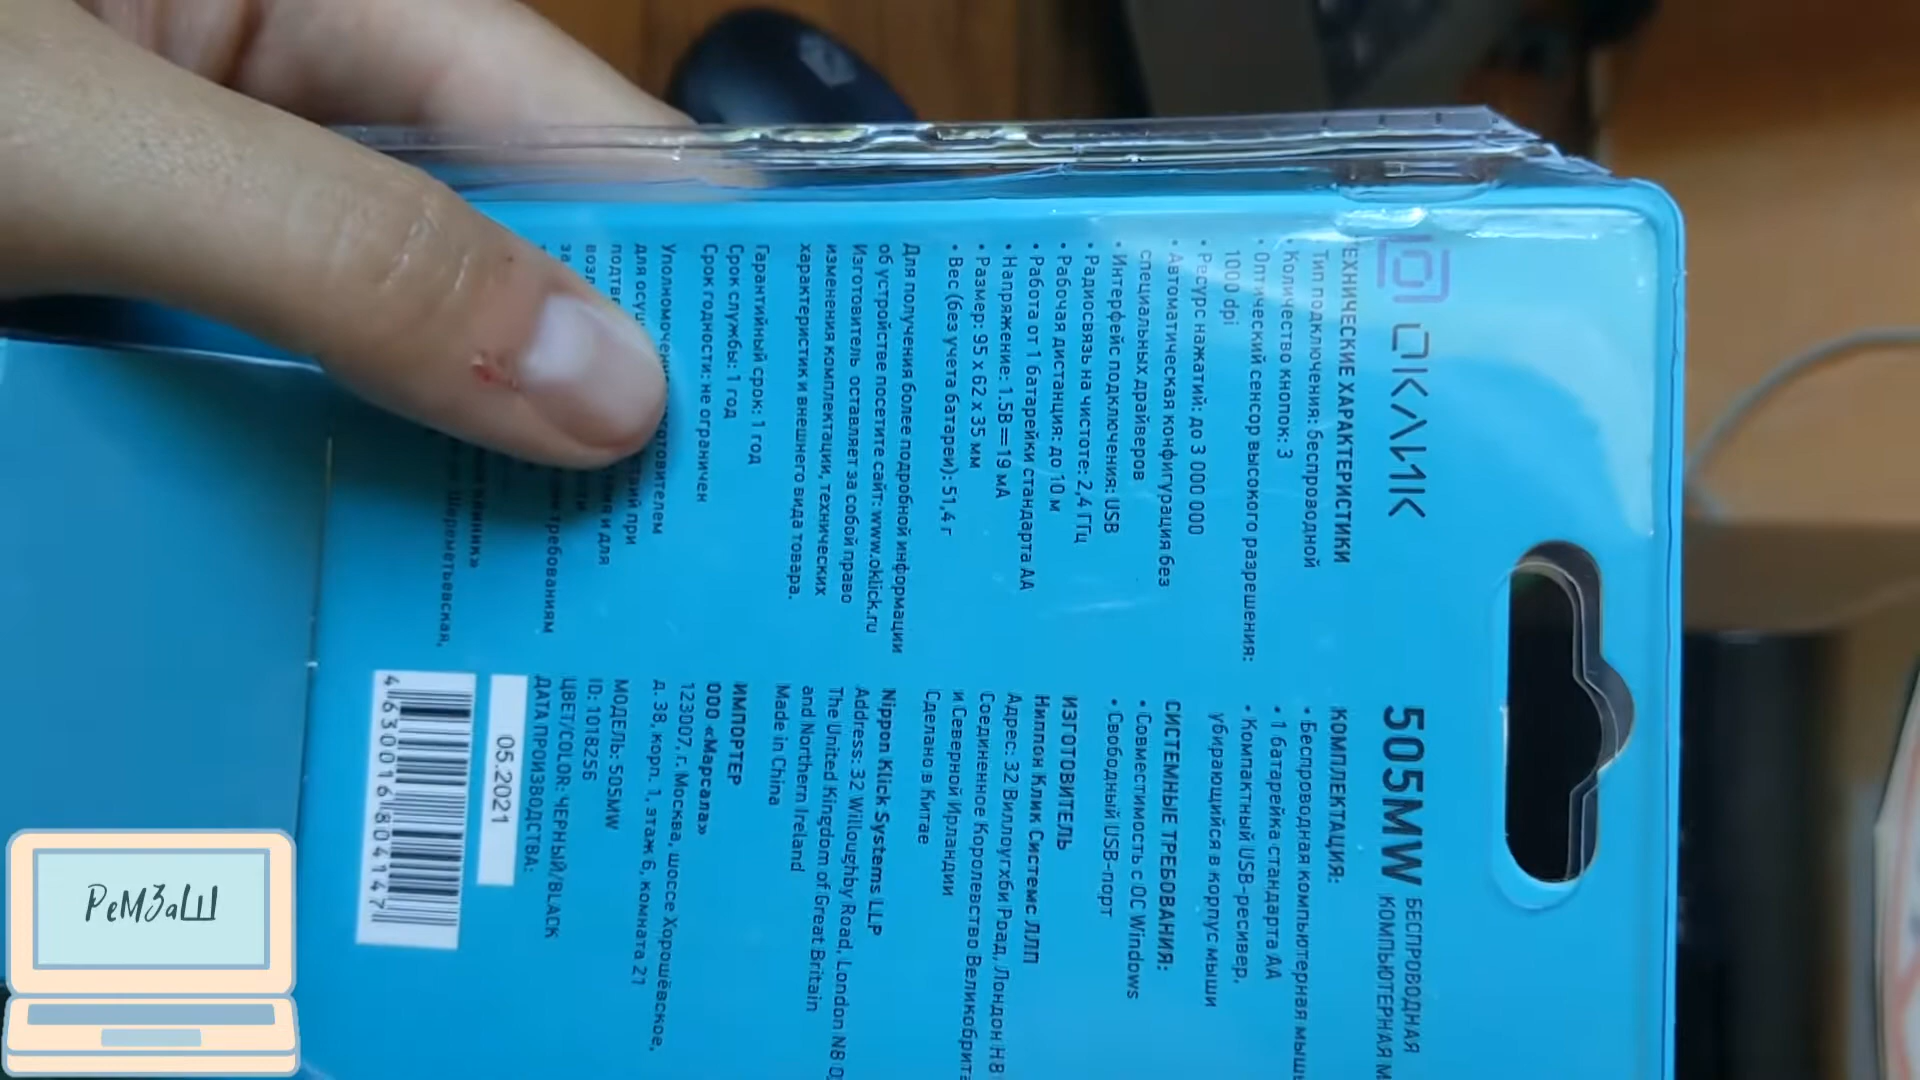 ОКЛИК
ТЕХНИЧЕСКИЕ ХАРАКТЕРИСТИКИ
Тип подключения: беспроводной
• Количество кнопок: 3
• Оптический сенсор высокого разрешения:
1000 dpi
• Ресурс нажатий: до 3 000 000
• Автоматическая конфигурация без
специальных драйверов
• Интерфейс подключения: USB
• Радиосвязь на чистоте: 2,4 ГГц
• Рабочая дистанция: до 10 м
• Работа от 1 батарейки стандарта AA
• Напряжение: 1.5В⎓19 мА
• Размер: 95 x 62 x 35 мм
• Вес (без учета батареи): 51,4 г
Для получения более подробной информации
об устройстве посетите сайт: www.oklick.ru
Изготовитель оставляет за собой право
изменения комплектации, технических
характеристик и внешнего вида товара.
Гарантийный срок: 1 год
Срок службы: 1 год
Срок годности: не ограничен
для
при
и для
требованиям
Шереметьевская,
505MW БЕСПРОВОДНАЯ
КОМПЬЮТЕРНАЯ
КОМПЛЕКТАЦИЯ:
• Беспроводная компьютерная мышь
• 1 батарейка стандарта AA
• Компактный USB-ресивер,
убирающийся в корпус мыши
СИСТЕМНЫЕ ТРЕБОВАНИЯ:
• Совместимость с ОС Windows
• Свободный USB-порт
ИЗГОТОВИТЕЛЬ
Ниппон Клик Системс ЛЛП
Адрес: 32 Виллоугхби Роад, Лондон Н8
Соединенное Королевство
и Северной Ирландии
Сделано в Китае
Nippon Klick Systems LLP
Address: 32 Willoughby Road, London N8
The United Kingdom of Great Britain
and Northern Ireland
Made in China
ИМПОРТЕР
ООО «Марсала»
123007, г. Москва, шоссе Хорошёвское,
д. 38, корп. 1, этаж 6, комната 21
МОДЕЛЬ: 505MW
ID: 1018256
ЦВЕТ/COLOR: ЧЕРНЫЙ/BLACK
ДАТА ПРОИЗВОДСТВА:
05.2021
4630016804147
РеМЗаШ